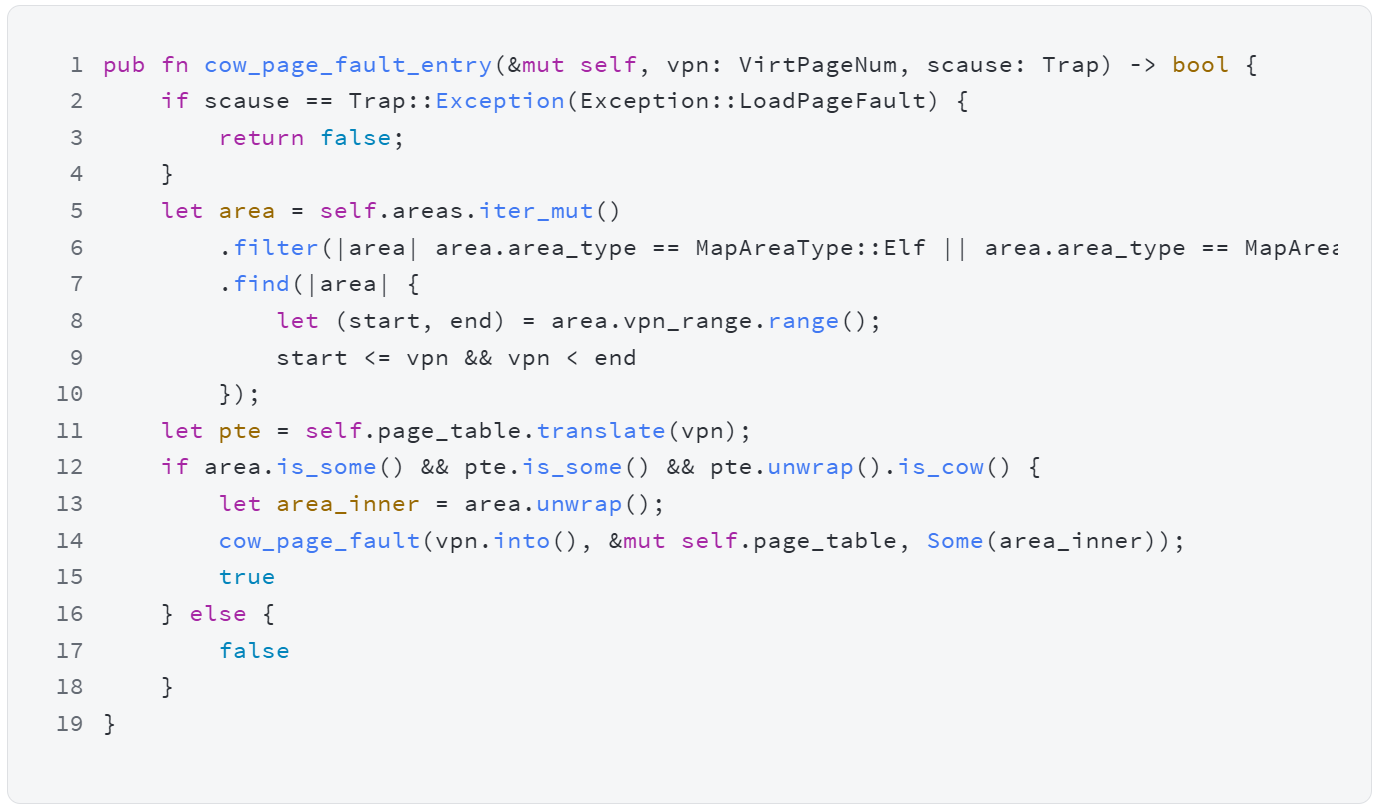 1 pub fn cow_page_fault_entry(&mut self, vpn: VirtPageNum, scause: Trap) -> bool {
2     if scause == Trap::Exception(Exception::LoadPageFault) {
3         return false;
4     }
5     let area = self.areas.iter_mut()
6         .filter(|area| area.area_type == MapAreaType::Elf || area.area_type == MapArea
7         .find(|area| {
8             let (start, end) = area.vpn_range.range();
9             start <= vpn && vpn < end
10         });
11     let pte = self.page_table.translate(vpn);
12     if area.is_some() && pte.is_some() && pte.unwrap().is_cow() {
13         let area_inner = area.unwrap();
14         cow_page_fault(vpn.into(), &mut self.page_table, Some(area_inner));
15         true
16     } else {
17         false
18     }
19 }